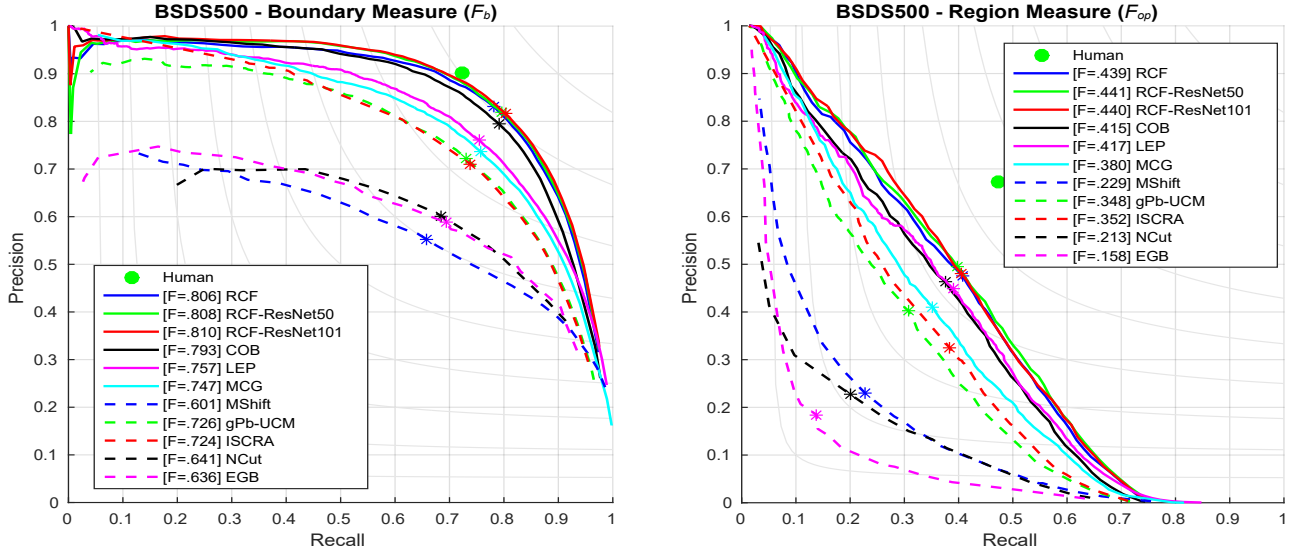 BSDS500 - Boundary Measure (F_b)
Precision
1
0.9
0.8
0.7
0.6
0.5
0.4
0.3
0.2
0.1
0
Human
[F=.806] RCF
[F=.808] RCF-ResNet50
[F=.810] RCF-ResNet101
[F=.793] COB
[F=.757] LEP
[F=.747] MCG
[F=.601] MShift
[F=.726] gPb-UCM
[F=.724] ISCRA
[F=.641] NCut
[F=.636] EGB
0 0.1 0.2 0.3 0.4 0.5 0.6 0.7 0.8 0.9 1
Recall
BSDS500 - Region Measure (F_op)
Precision
1
0.9
0.8
0.7
0.6
0.5
0.4
0.3
0.2
0.1
0
Human
[F=.439] RCF
[F=.441] RCF-ResNet50
[F=.440] RCF-ResNet101
[F=.415] COB
[F=.417] LEP
[F=.380] MCG
[F=.229] MShift
[F=.348] gPb-UCM
[F=.352] ISCRA
[F=.213] NCut
[F=.158] EGB
0 0.1 0.2 0.3 0.4 0.5 0.6 0.7 0.8 0.9 1
Recall